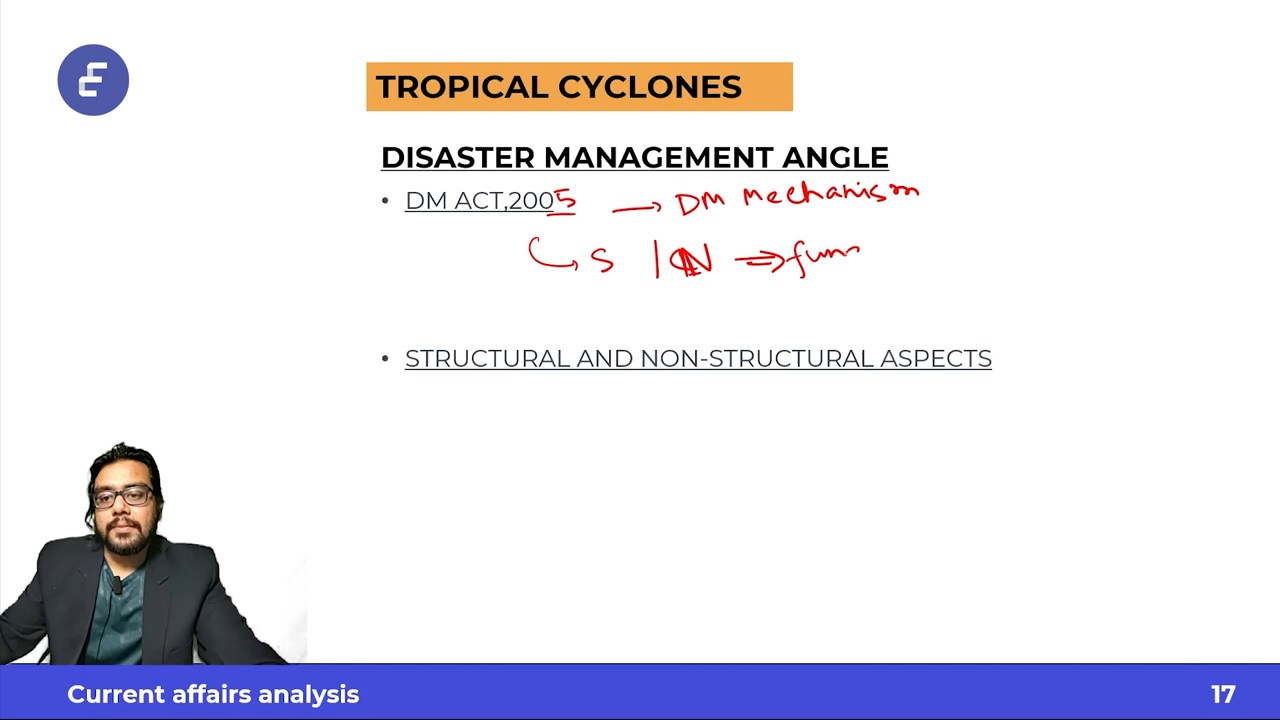 TROPICAL CYCLONES
DISASTER MANAGEMENT ANGLE
• DM ACT,2005 → DM Mechanism
S | N ⇒ func
• STRUCTURAL AND NON-STRUCTURAL ASPECTS
Current affairs analysis
17